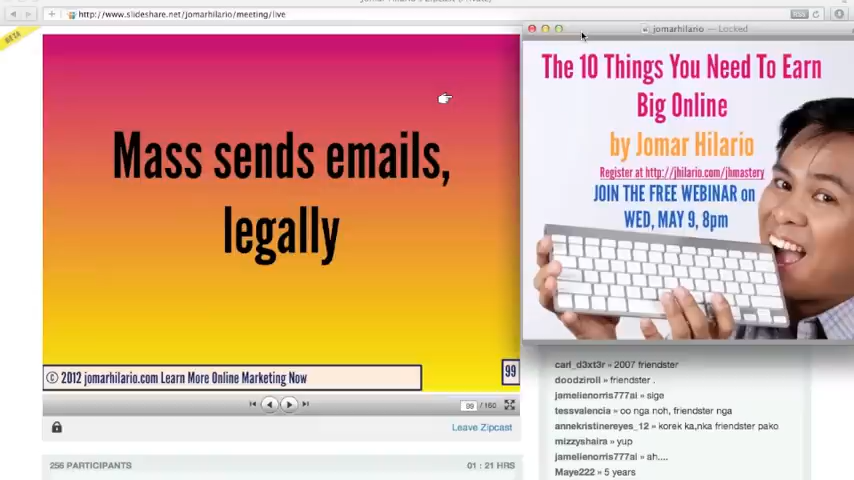 http://www.slideshare.net/jomarhilario/meeting/live
RSS
BETA
jomarhilario — Locked
Mass sends emails,
legally
© 2012 jomarhilario.com Learn More Online Marketing Now
99
99 / 160
Leave Zipcast
256 PARTICIPANTS
01 : 21 HRS
The 10 Things You Need To Earn
Big Online
by Jomar Hilario
Register at http://jhilario.com/jhmastery
JOIN THE FREE WEBINAR on
WED, MAY 9, 8pm
carl_d3xt3r » 2007 friendster
doodziroll » friendster .
jamelienorris777al » sige
tessvalencia » oo nga noh, friendster nga
annekristinereyes_12 » korek ka,nka friendster pako
mizzyshaira » yup
jamelienorris777al » ah....
Maye222 » 5 years